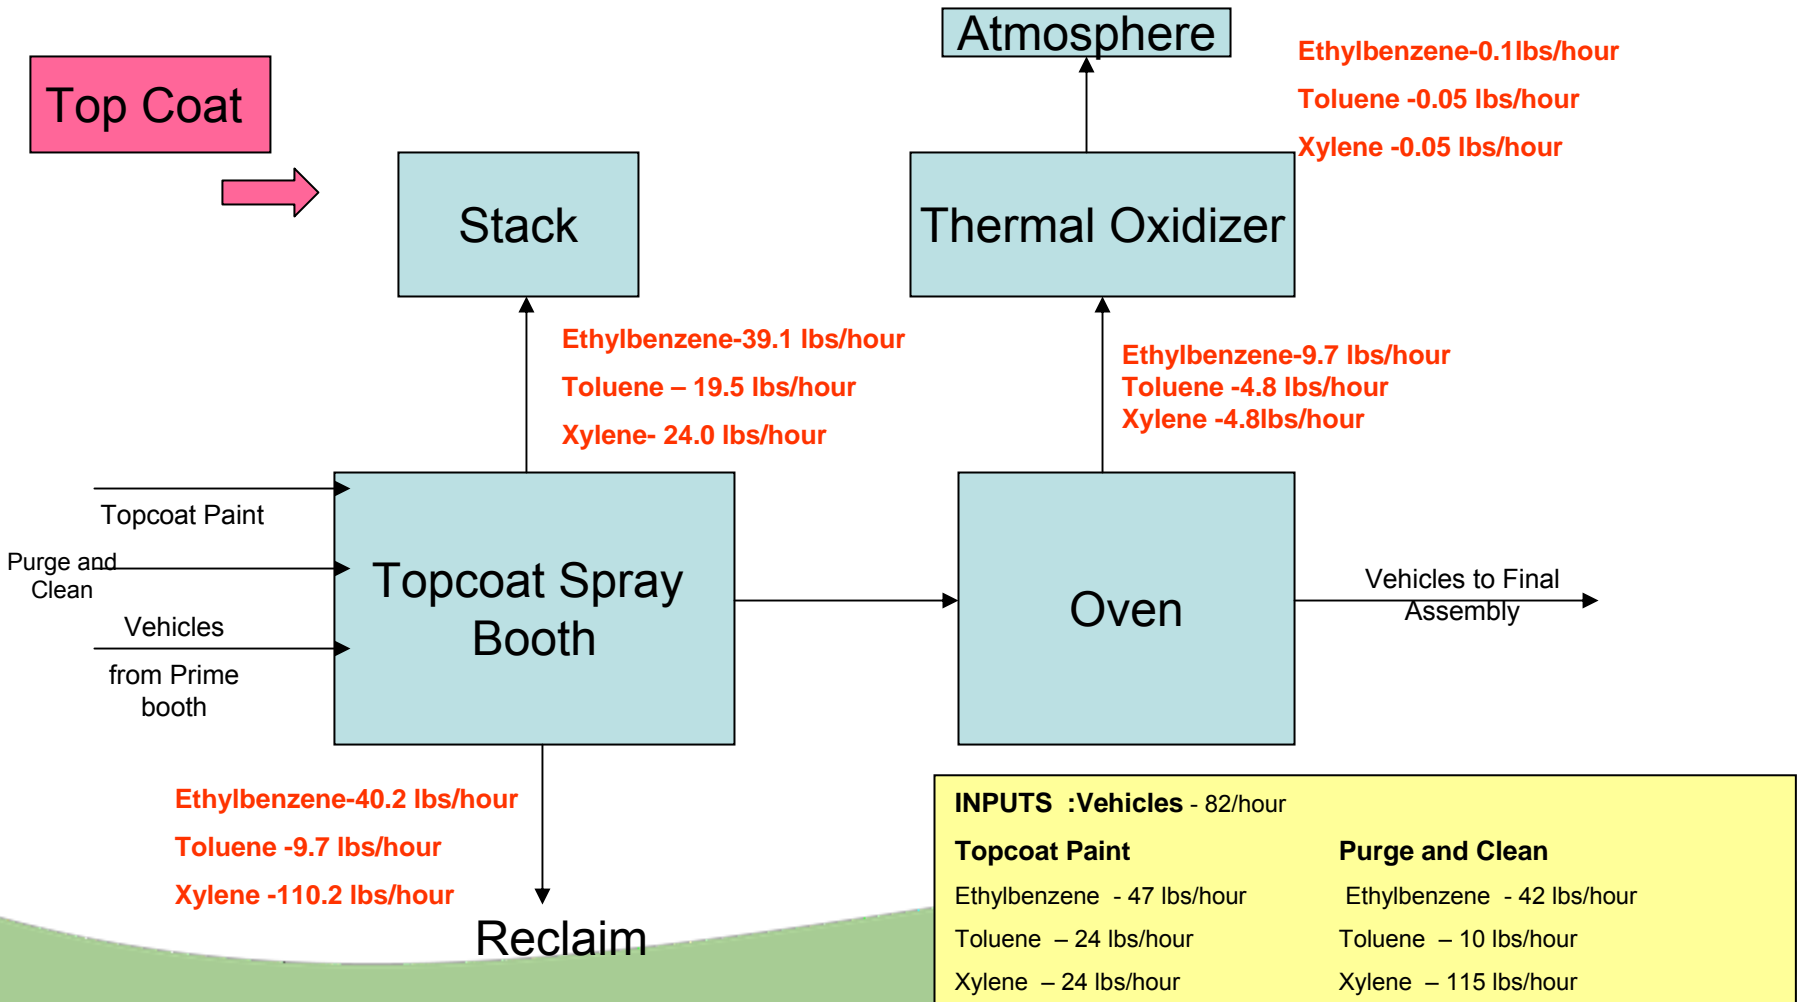 Atmosphere
Ethylbenzene-0.1lbs/hour
Toluene -0.05 lbs/hour
Xylene -0.05 lbs/hour
Top Coat
Stack
Thermal Oxidizer
Ethylbenzene-39.1 lbs/hour
Toluene – 19.5 lbs/hour
Xylene- 24.0 lbs/hour
Ethylbenzene-9.7 lbs/hour
Toluene -4.8 lbs/hour
Xylene -4.8lbs/hour
Topcoat Paint
Purge and
Clean
Vehicles
from Prime
booth
Topcoat Spray
Booth
Oven
Vehicles to Final
Assembly
Ethylbenzene-40.2 lbs/hour
Toluene -9.7 lbs/hour
Xylene -110.2 lbs/hour
Reclaim
INPUTS :Vehicles - 82/hour
Topcoat Paint Purge and Clean
Ethylbenzene - 47 lbs/hour Ethylbenzene - 42 lbs/hour
Toluene – 24 lbs/hour Toluene – 10 lbs/hour
Xylene – 24 lbs/hour Xylene – 115 lbs/hour